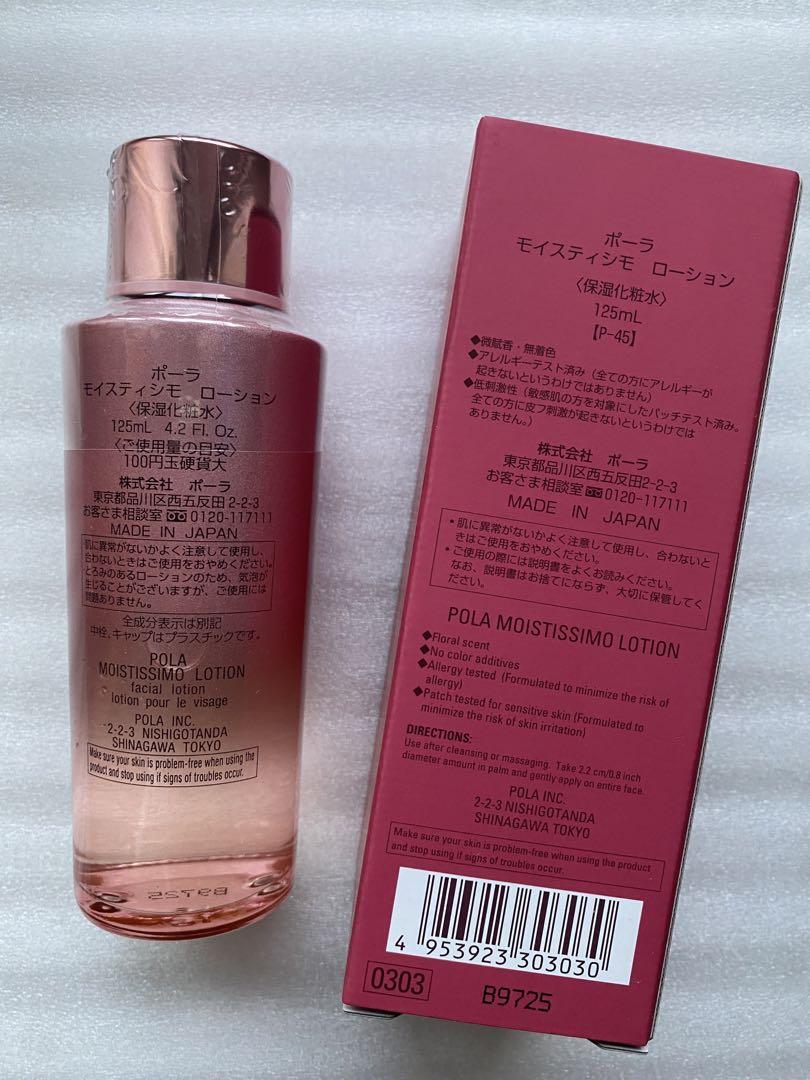 ポーラ
モイスティシモ ローション
〈保湿化粧水〉
125mL 4.2 Fl. Oz.
〈ご使用量の目安〉
100円玉硬貨大
株式会社 ポーラ
東京都品川区西五反田2-2-3
お客さま相談室 0120-117111
MADE IN JAPAN
肌に異常がないかよく注意して使用し、
合わないときはご使用をおやめください。
とろみのあるローションのため、気泡が
生じることがございますが、ご使用には
問題ありません。
全成分表示は別記
中栓、キャップはプラスチックです。
POLA
MOISTISSIMO LOTION
facial lotion
lotion pour le visage
POLA INC.
2-2-3 NISHIGOTANDA
SHINAGAWA TOKYO
Make sure your skin is problem-free when using the
product and stop using if signs of troubles occur.
B9725
ポーラ
モイスティシモ ローション
〈保湿化粧水〉
125mL
【P-45】
◆微賦香・無着色
◆アレルギーテスト済み（全ての方にアレルギーが
起きないというわけではありません）
◆低刺激性（敏感肌の方を対象にしたパッチテスト済み。
全ての方に皮フ刺激が起きないというわけでは
ありません。）
株式会社 ポーラ
東京都品川区西五反田2-2-3
お客さま相談室 0120-117111
MADE IN JAPAN
・肌に異常がないかよく注意して使用し、合わないと
きはご使用をおやめください。
・ご使用の際には説明書をよくお読みください。
なお、説明書はお捨てにならず、大切に保管してく
ださい。
POLA MOISTISSIMO LOTION
◆Floral scent
◆No color additives
◆Allergy tested (Formulated to minimize the risk of
allergy)
◆Patch tested for sensitive skin (Formulated to
minimize the risk of skin irritation)
DIRECTIONS:
Use after cleansing or massaging. Take 2.2 cm/0.8 inch
diameter amount in palm and gently apply on entire face.
POLA INC.
2-2-3 NISHIGOTANDA
SHINAGAWA TOKYO
Make sure your skin is problem-free when using the product
and stop using if signs of troubles occur.
4 953923 303030
0303
B9725